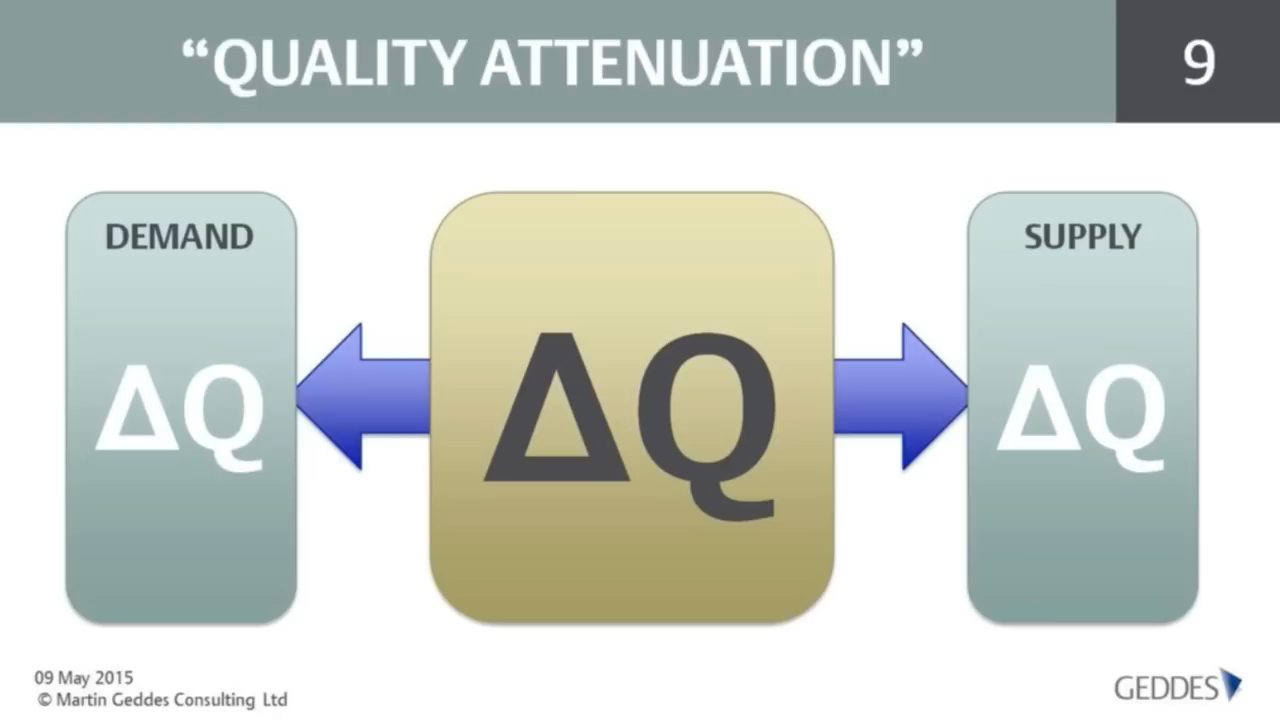 “QUALITY ATTENUATION”
9
DEMAND
ΔQ
ΔQ
SUPPLY
ΔQ
09 May 2015
© Martin Geddes Consulting Ltd
GEDDES